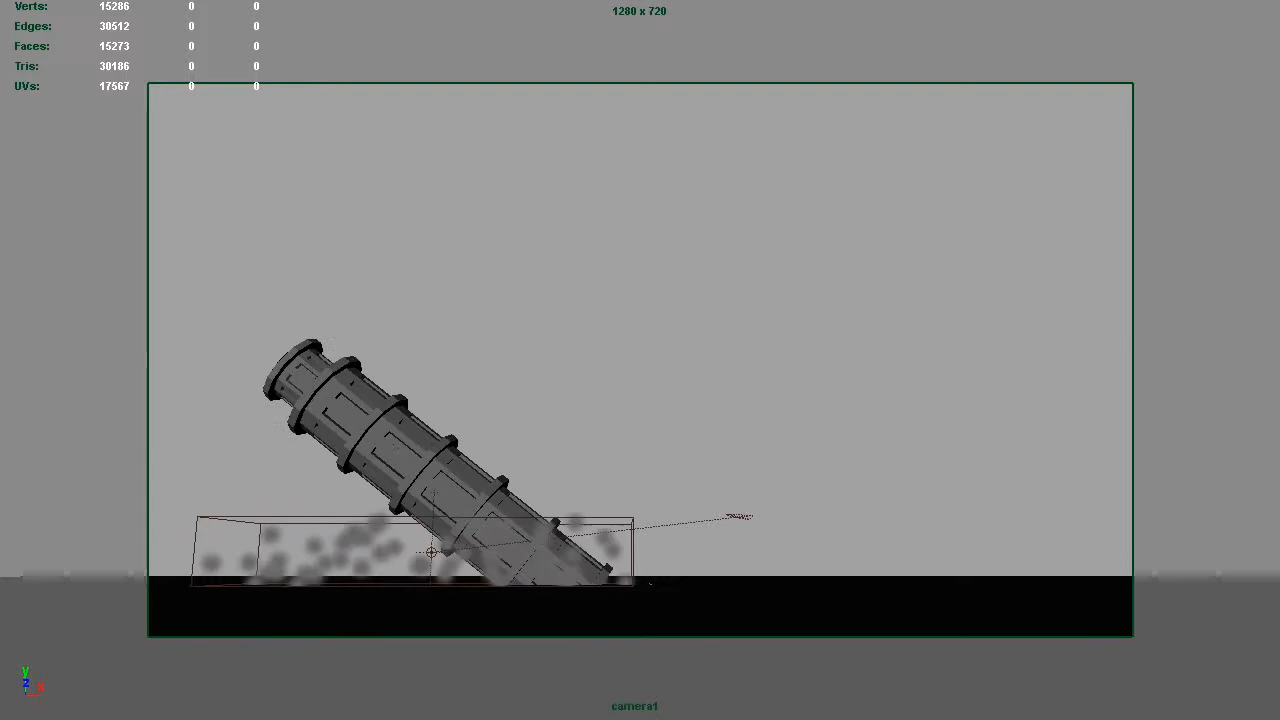 Verts: 15286 0 0
1280 x 720
Edges: 30512 0 0
Faces: 15273 0 0
Tris: 30186 0 0
UVs: 17567 0 0
y
z x
camera1